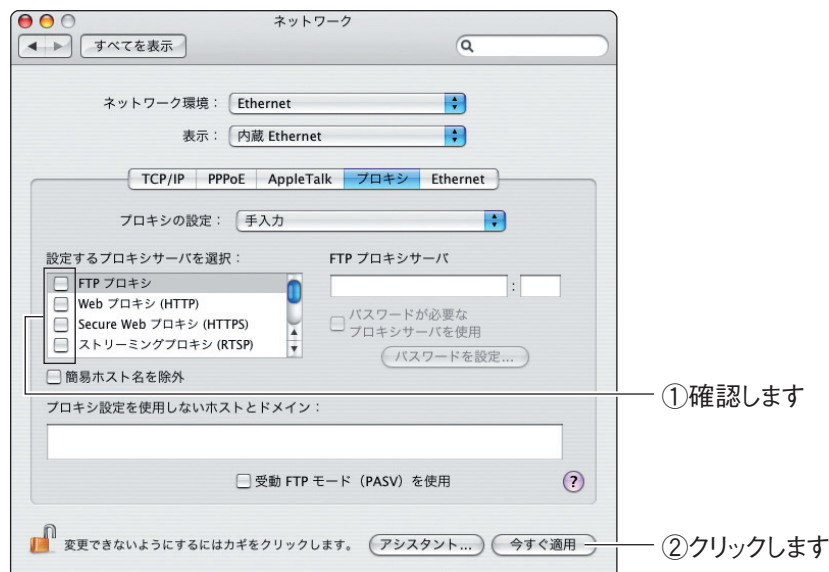 ネットワーク
すべてを表示
ネットワーク環境： Ethernet
表示： 内蔵 Ethernet
TCP/IP PPPoE AppleTalk プロキシ Ethernet
プロキシの設定： 手入力
設定するプロキシサーバを選択：
FTP プロキシ
Web プロキシ (HTTP)
Secure Web プロキシ (HTTPS)
ストリーミングプロキシ (RTSP)
FTP プロキシサーバ
:
パスワードが必要な
プロキシサーバを使用
パスワードを設定...
簡易ホスト名を除外
①確認します
プロキシ設定を使用しないホストとドメイン：
受動 FTP モード（PASV）を使用
?
変更できないようにするにはカギをクリックします。 アシスタント... 今すぐ適用
②クリックします